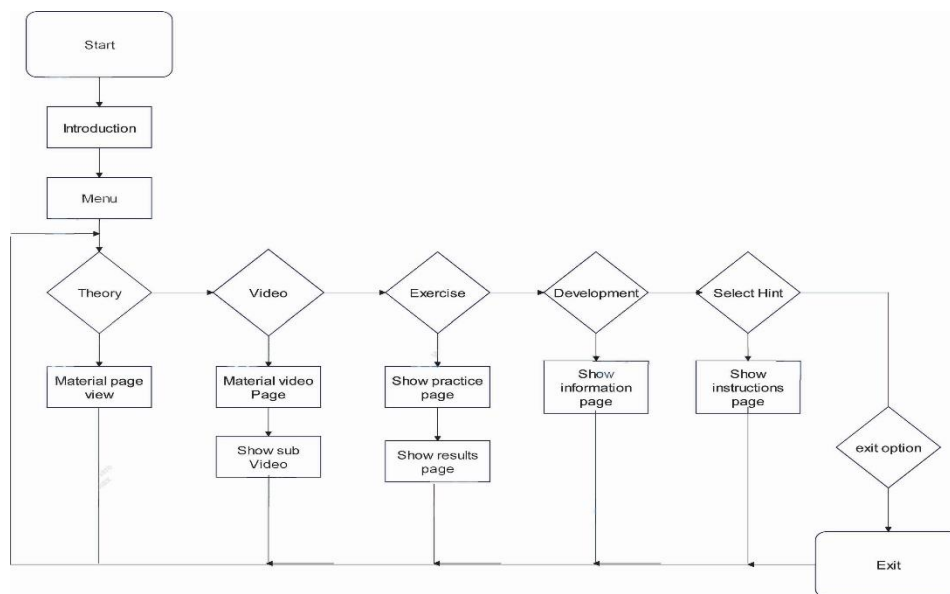 Start
Introduction
Menu
Theory
Video
Exercise
Development
Select Hint
Material page
view
Material video
Page
Show practice
page
Show
information
page
Show
instructions
page
Show sub
Video
Show results
page
exit option
Exit